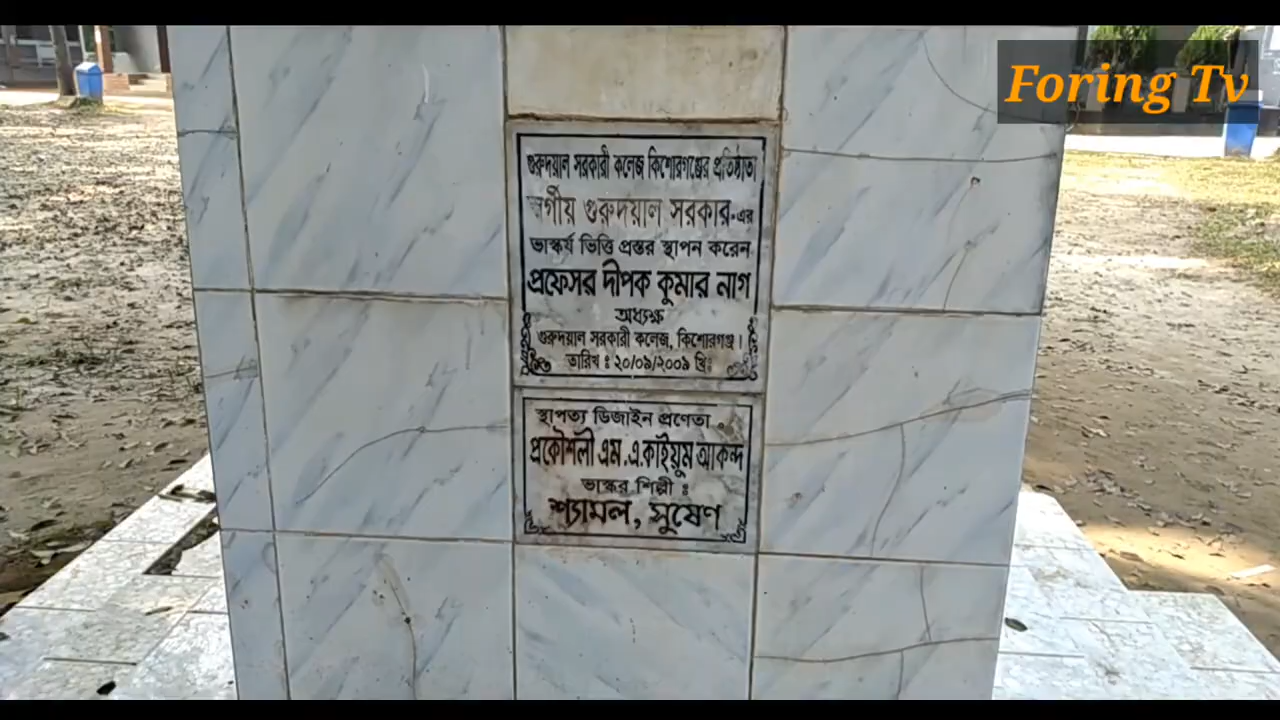 Foring Tv
গুরুদয়াল সরকারী কলেজ কিশোরগঞ্জের প্রতিষ্ঠাতা
স্বর্গীয় গুরুদয়াল সরকার-এর
ভাস্কর্য ভিত্তি প্রস্তর স্থাপন করেন
প্রফেসর দীপক কুমার নাগ
অধ্যক্ষ
গুরুদয়াল সরকারী কলেজ, কিশোরগঞ্জ।
তারিখ ঃ ২০/০৯/২০০৯ খ্রিঃ
স্থাপত্য ডিজাইন প্রণেতা ঃ
প্রকৌশলী এম.এ.কাইয়ুম আকন্দ
ভাস্কর শিল্পী ঃ
শ্যামল, সুষেণ